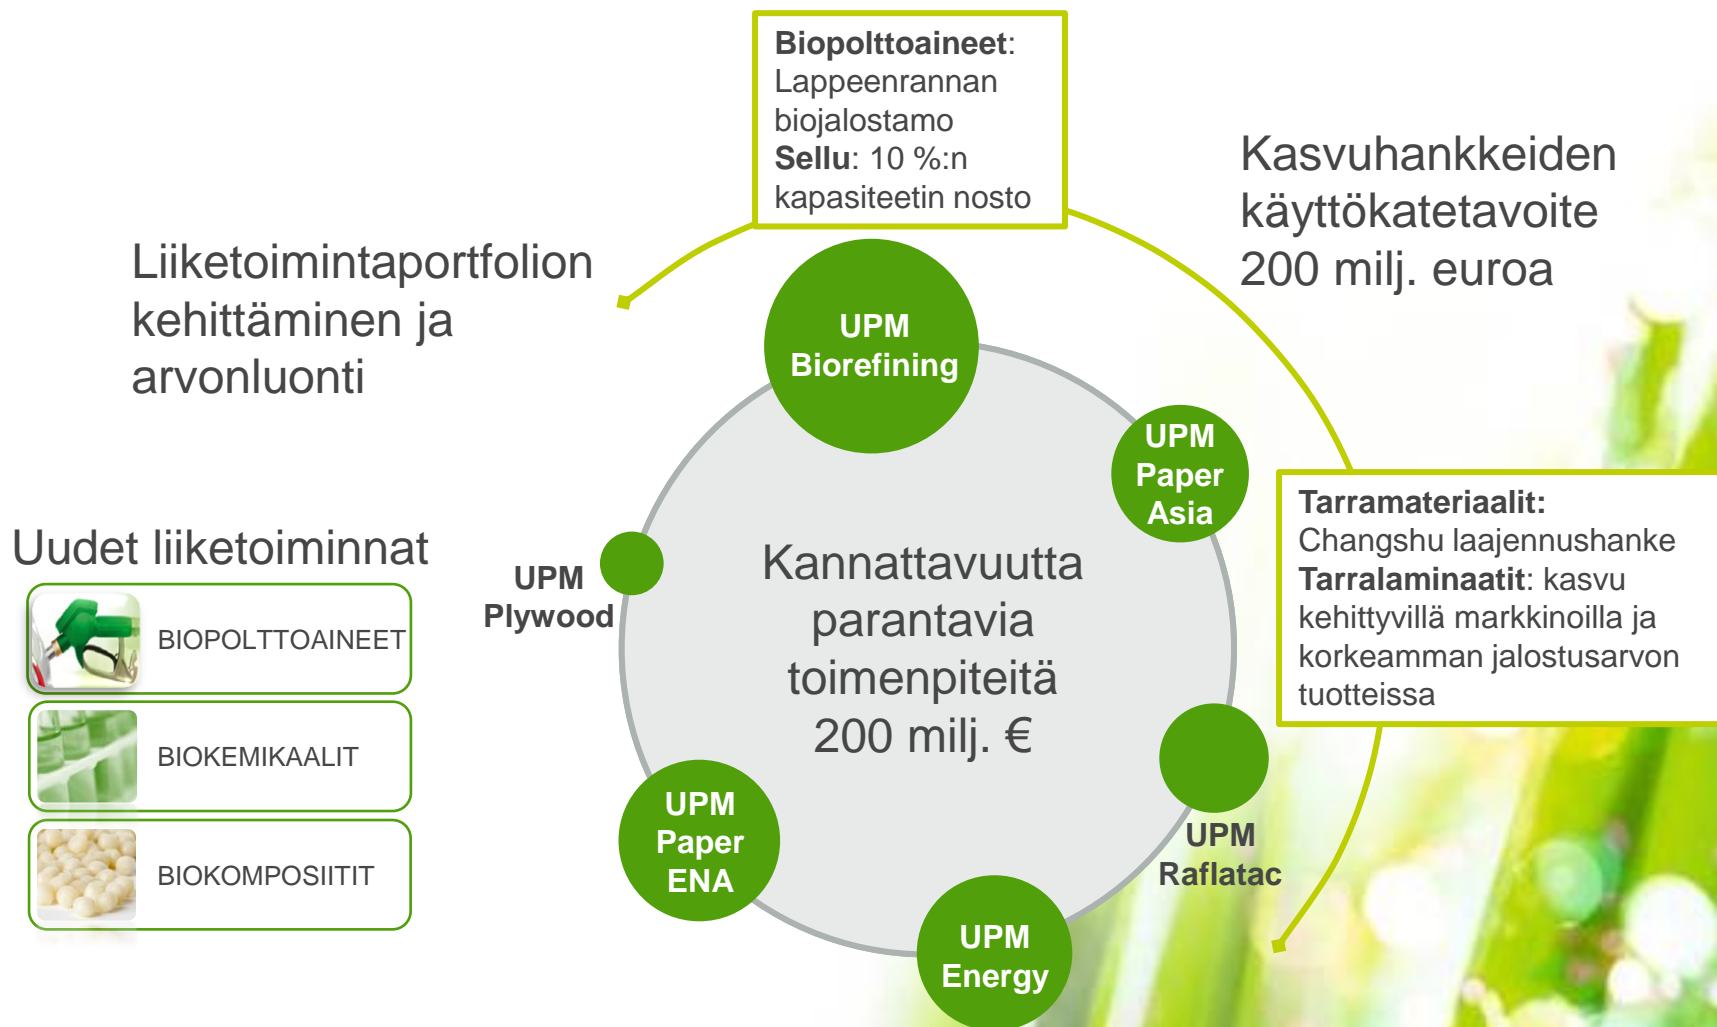 Biopolttoaineet:
Lappeenrannan
biojalostamo
Sellu: 10 %:n
kapasiteetin nosto
Kasvuhankkeiden
käyttökatetavoite
200 milj. euroa
Liiketoimintaportfolion
kehittäminen ja
arvonluonti
UPM
Biorefining
UPM
Paper
Asia
Tarramateriaalit:
Changshu laajennushanke
Tarralaminaatit: kasvu
kehittyvillä markkinoilla ja
korkeamman jalostusarvon
tuotteissa
Uudet liiketoiminnat
BIOPOLTTOAINEET
BIOKEMIKAALIT
BIOKOMPOSIITIT
UPM
Plywood
Kannattavuutta
parantavia
toimenpiteitä
200 milj. €
UPM
Paper
ENA
UPM
Raflatac
UPM
Energy